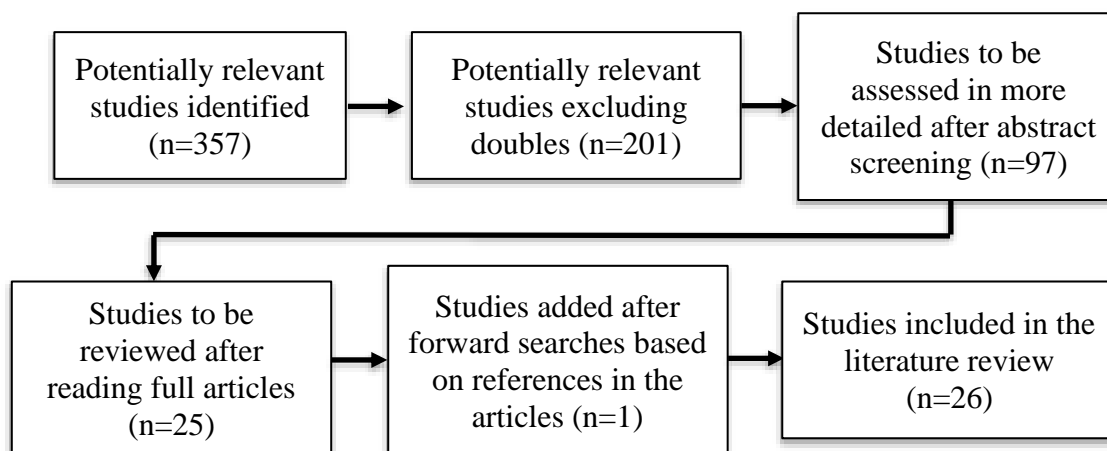 Potentially relevant
studies identified
(n=357)
Potentially relevant
studies excluding
doubles (n=201)
Studies to be
assessed in more
detailed after abstract
screening (n=97)
Studies to be
reviewed after
reading full articles
(n=25)
Studies added after
forward searches based
on references in the
articles (n=1)
Studies included in the
literature review
(n=26)